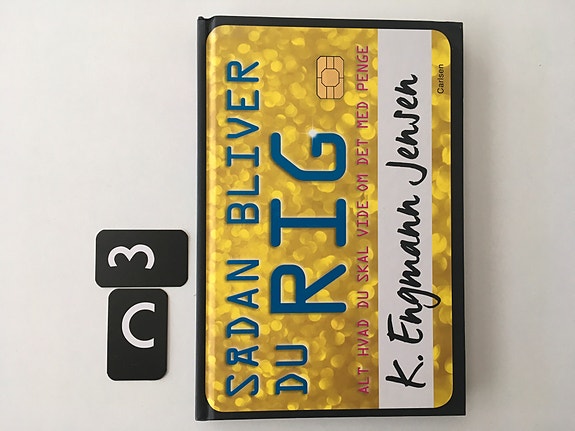 SÅDAN BLIVER
DU RIG
ALT HVAD DU SKAL VIDE OM DET MED PENGE
K. Engmann Jensen
Carlsen
C 3